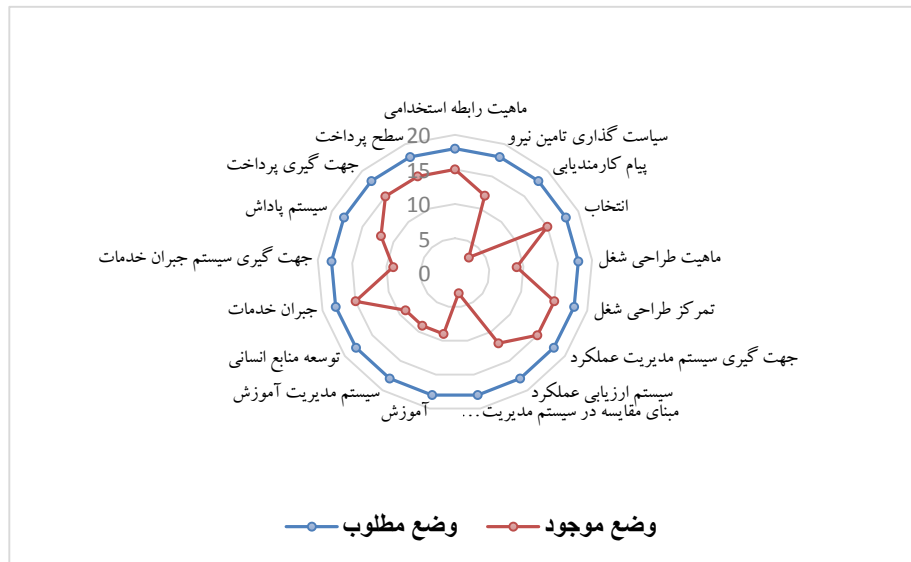 ماهیت رابطه استخدامی
سیاست گذاری تامین نیرو
پیام کارمندیابی
انتخاب
ماهیت طراحی شغل
تمرکز طراحی شغل
جهت گیری سیستم مدیریت عملکرد
سیستم ارزیابی عملکرد
مبنای مقایسه در سیستم مدیریت...
آموزش
سیستم مدیریت آموزش
توسعه منابع انسانی
جبران خدمات
جهت گیری سیستم جبران خدمات
سیستم پاداش
جهت گیری پرداخت
سطح پرداخت
20
15
10
5
0
وضع موجود
وضع مطلوب